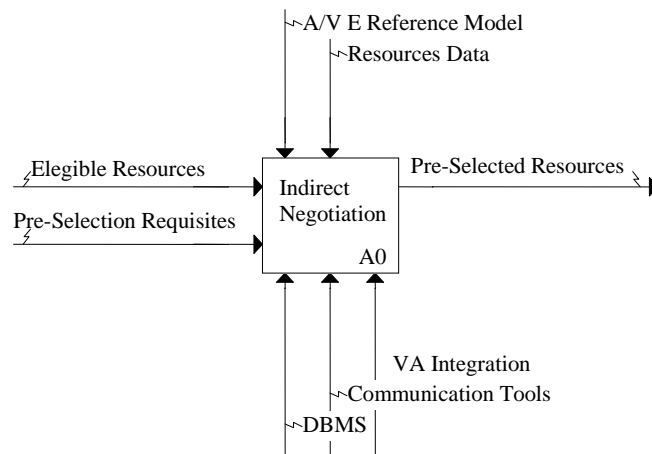 A/V E Reference Model
Resources Data
Elegible Resources
Pre-Selected Resources
Indirect
Negotiation
Pre-Selection Requisites
A0
VA Integration
Communication Tools
DBMS